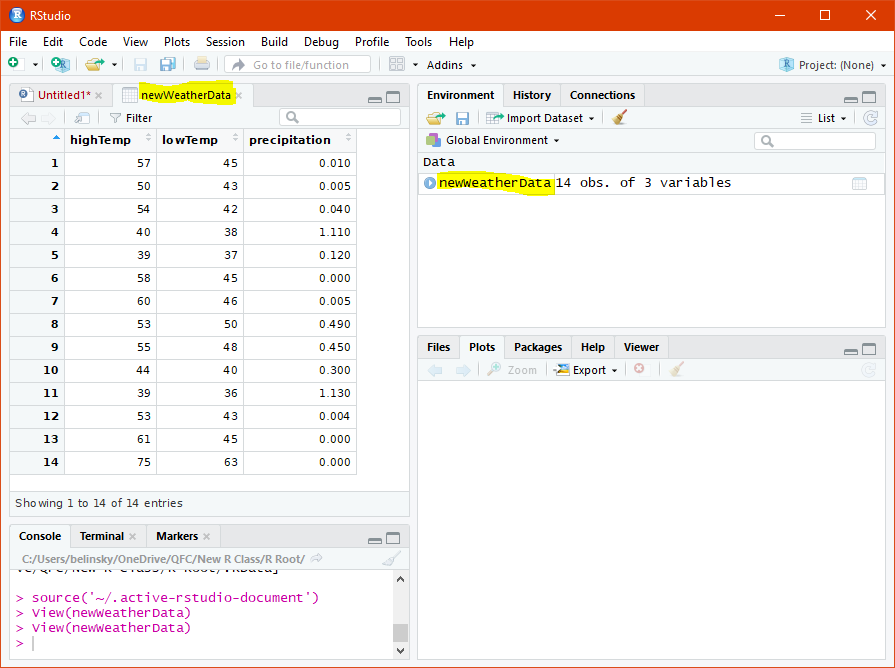 RStudio
File Edit Code View Plots Session Build Debug Profile Tools Help
Go to file/function Addins Project: (None)
Untitled1* newWeatherData
Filter
highTemp lowTemp precipitation
1 57 45 0.010
2 50 43 0.005
3 54 42 0.040
4 40 38 1.110
5 39 37 0.120
6 58 45 0.000
7 60 46 0.005
8 53 50 0.490
9 55 48 0.450
10 44 40 0.300
11 39 36 1.130
12 53 43 0.004
13 61 45 0.000
14 75 63 0.000
Showing 1 to 14 of 14 entries
Console Terminal Markers
C:/Users/belinsky/OneDrive/QFC/New R Class/R Root/
> source('~/.active-rstudio-document')
> View(newWeatherData)
> View(newWeatherData)
>
Environment History Connections
Import Dataset List
Global Environment
Data
newWeatherData 14 obs. of 3 variables
Files Plots Packages Help Viewer
Zoom Export